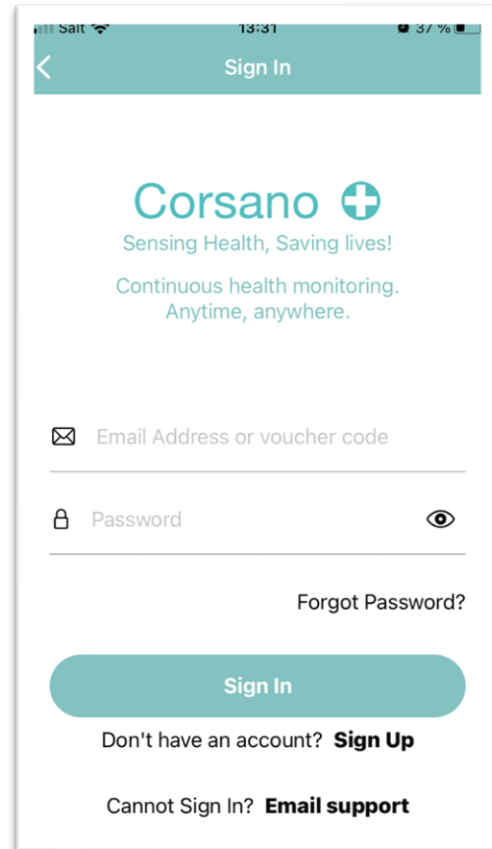 Salt 13:31 37 %
Sign In
Corsano
Sensing Health, Saving lives!
Continuous health monitoring.
Anytime, anywhere.
Email Address or voucher code
Password
Forgot Password?
Sign In
Don't have an account? Sign Up
Cannot Sign In? Email support